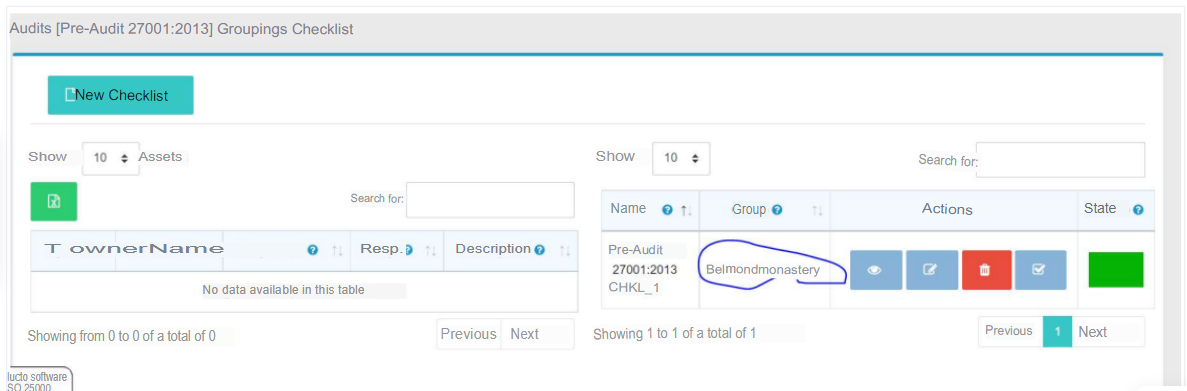 Audits [Pre-Audit 27001:2013] Groupings Checklist
New Checklist
Show 10 Assets
Search for:
T ownerName Resp. Description
No data available in this table
Showing from 0 to 0 of a total of 0
Previous Next
Show 10
Search for:
Name Group Actions State
Pre-Audit
27001:2013
CHKL_1
Belmondmonastery
Showing 1 to 1 of a total of 1
Previous 1 Next
lucto software
SO 25000